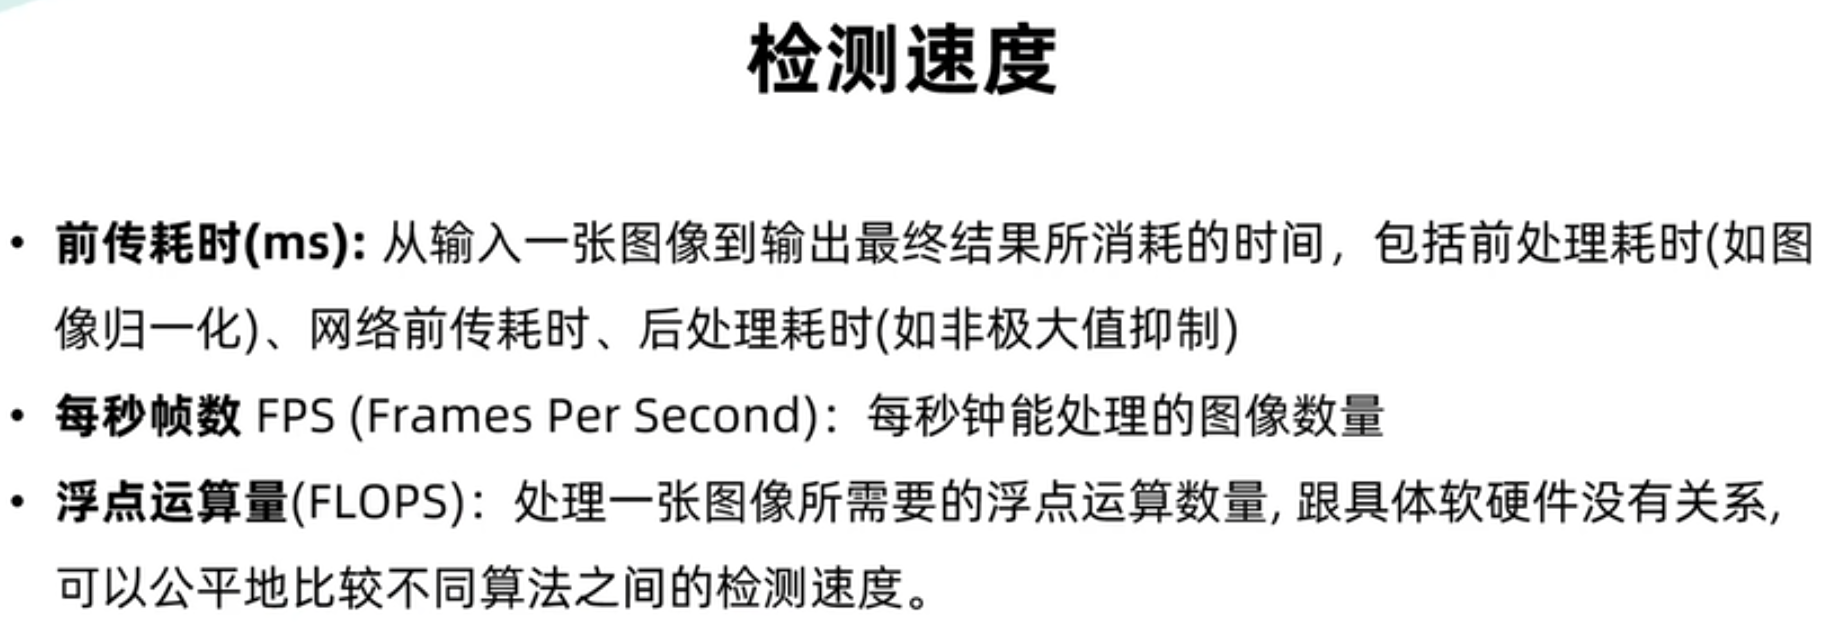 检测速度
• 前传耗时(ms): 从输入一张图像到输出最终结果所消耗的时间，包括前处理耗时(如图
像归一化)、网络前传耗时、后处理耗时(如非极大值抑制)
• 每秒帧数 FPS (Frames Per Second)：每秒钟能处理的图像数量
• 浮点运算量(FLOPS)：处理一张图像所需要的浮点运算数量, 跟具体软硬件没有关系,
可以公平地比较不同算法之间的检测速度。